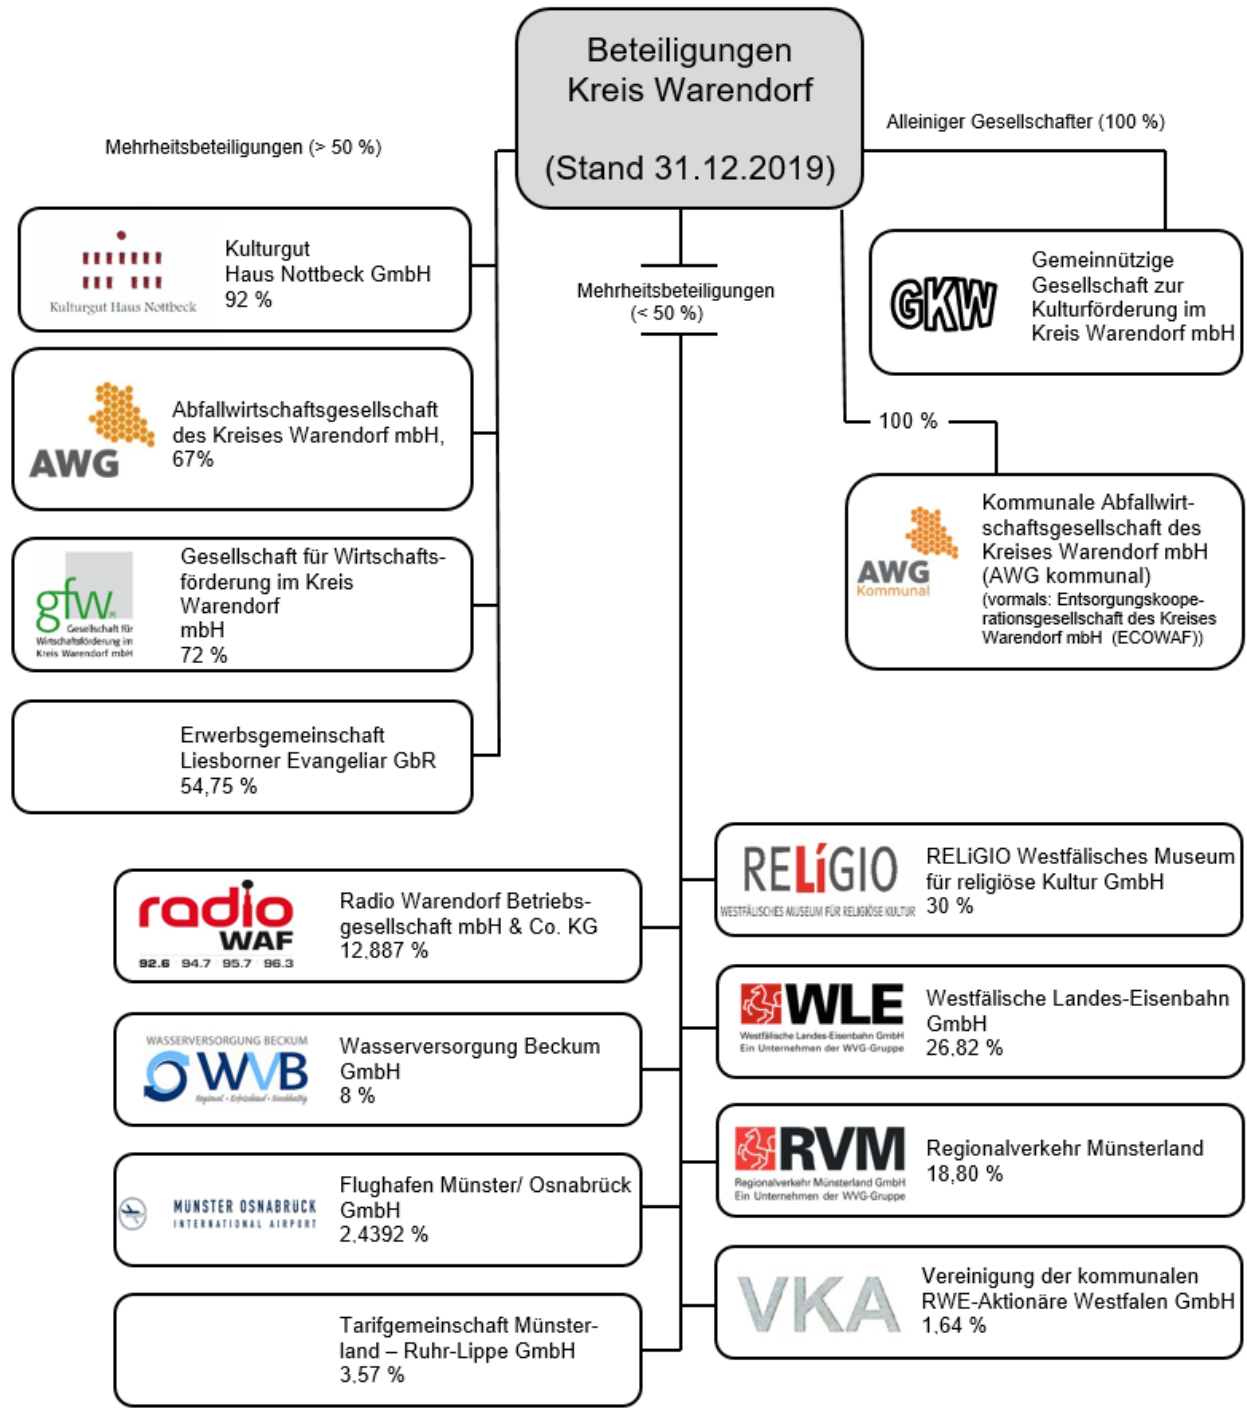 Beteiligungen
Kreis Warendorf
(Stand 31.12.2019)
Mehrheitsbeteiligungen (> 50 %)
Alleiniger Gesellschafter (100 %)
Kulturgut Haus Nottbeck
Kulturgut
Haus Nottbeck GmbH
92 %
Mehrheitsbeteiligungen
(< 50 %)
GKW
Gemeinnützige
Gesellschaft zur
Kulturförderung im
Kreis Warendorf mbH
AWG
Abfallwirtschaftsgesellschaft
des Kreises Warendorf mbH,
67%
100 %
AWG
Kommunal
Kommunale Abfallwirt-
schaftsgesellschaft des
Kreises Warendorf mbH
(AWG kommunal)
(vormals: Entsorgungskoope-
rationsgesellschaft des Kreises
Warendorf mbH (ECOWAF))
gfw
Gesellschaft für
Wirtschaftsförderung im
Kreis Warendorf mbH
Gesellschaft für Wirtschafts-
förderung im Kreis
Warendorf
mbH
72 %
Erwerbsgemeinschaft
Liesborner Evangeliar GbR
54,75 %
radio
WAF
92.6 94.7 95.7 96.3
Radio Warendorf Betriebs-
gesellschaft mbH & Co. KG
12,887 %
RELíGIO
WESTFÄLISCHES MUSEUM FÜR RELIGIÖSE KULTUR
RELiGIO Westfälisches Museum
für religiöse Kultur GmbH
30 %
WASSERVERSORGUNG BECKUM
WVB
Regional • Erfrischend • Nachhaltig
Wasserversorgung Beckum
GmbH
8 %
WLE
Westfälische Landes-Eisenbahn GmbH
Ein Unternehmen der WVG-Gruppe
Westfälische Landes-Eisenbahn
GmbH
26,82 %
MÜNSTER OSNABRÜCK
INTERNATIONAL AIRPORT
Flughafen Münster/ Osnabrück
GmbH
2,4392 %
RVM
Regionalverkehr Münsterland GmbH
Ein Unternehmen der WVG-Gruppe
Regionalverkehr Münsterland
18,80 %
Tarifgemeinschaft Münster-
land – Ruhr-Lippe GmbH
3,57 %
VKA
Vereinigung der kommunalen
RWE-Aktionäre Westfalen GmbH
1,64 %